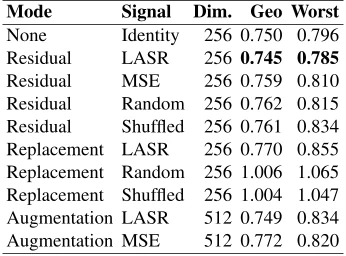 Mode Signal Dim. Geo Worst
None Identity 256 0.750 0.796
Residual LASR 256 0.745 0.785
Residual MSE 256 0.759 0.810
Residual Random 256 0.762 0.815
Residual Shuffled 256 0.761 0.834
Replacement LASR 256 0.770 0.855
Replacement Random 256 1.006 1.065
Replacement Shuffled 256 1.004 1.047
Augmentation LASR 512 0.749 0.834
Augmentation MSE 512 0.772 0.820